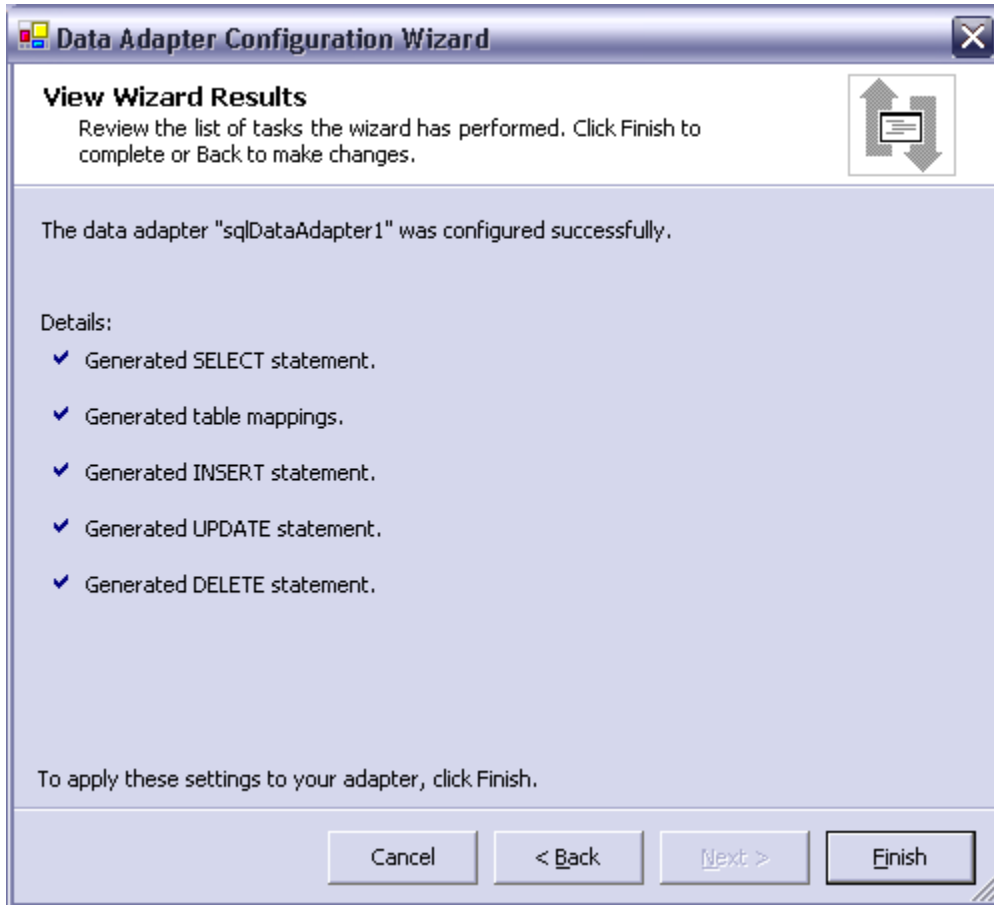 Data Adapter Configuration Wizard
View Wizard Results
Review the list of tasks the wizard has performed. Click Finish to
complete or Back to make changes.
The data adapter "sqlDataAdapter1" was configured successfully.
Details:
Generated SELECT statement.
Generated table mappings.
Generated INSERT statement.
Generated UPDATE statement.
Generated DELETE statement.
To apply these settings to your adapter, click Finish.
Cancel
< Back
Next >
Finish